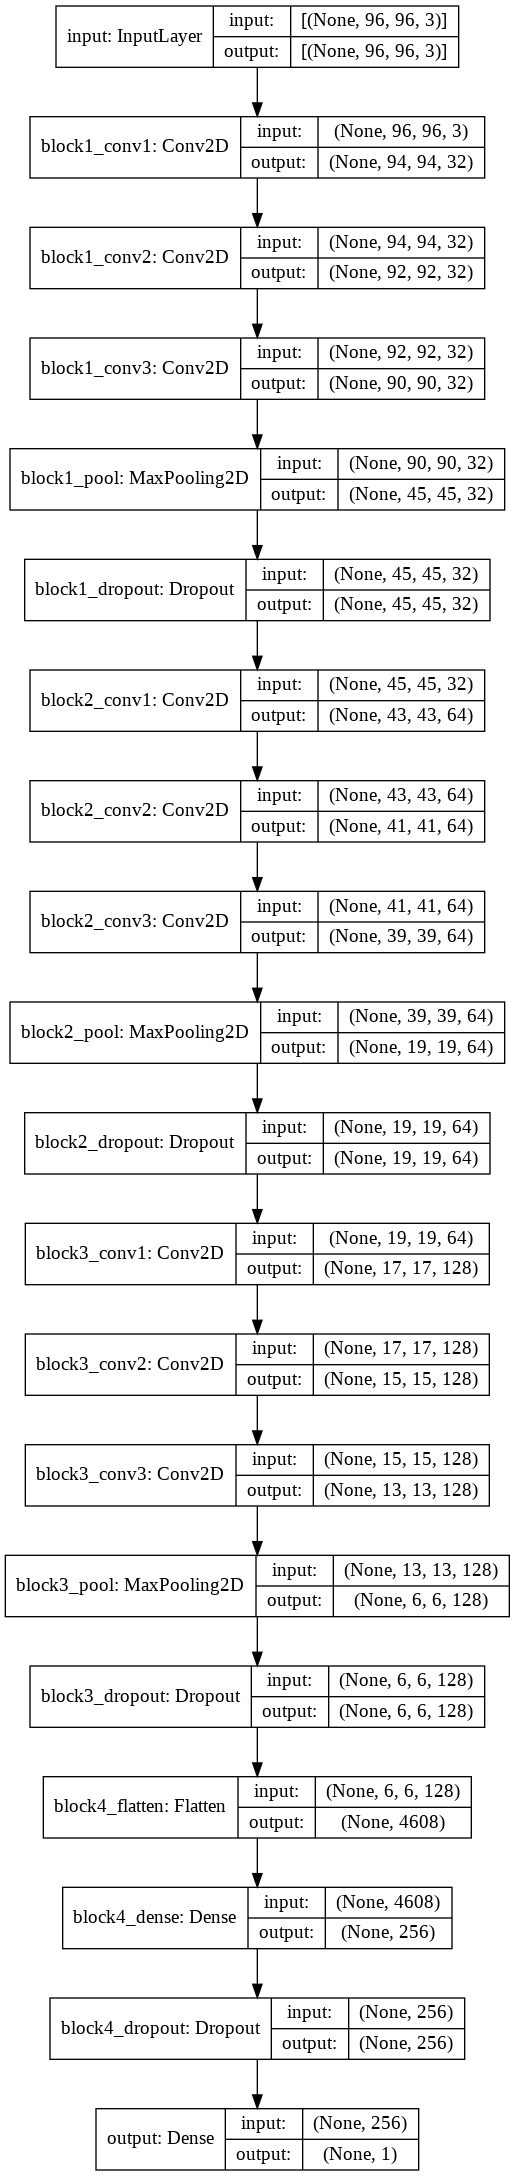 input: InputLayer
input: [(None, 96, 96, 3)]
output: [(None, 96, 96, 3)]
block1_conv1: Conv2D
input: (None, 96, 96, 3)
output: (None, 94, 94, 32)
block1_conv2: Conv2D
input: (None, 94, 94, 32)
output: (None, 92, 92, 32)
block1_conv3: Conv2D
input: (None, 92, 92, 32)
output: (None, 90, 90, 32)
block1_pool: MaxPooling2D
input: (None, 90, 90, 32)
output: (None, 45, 45, 32)
block1_dropout: Dropout
input: (None, 45, 45, 32)
output: (None, 45, 45, 32)
block2_conv1: Conv2D
input: (None, 45, 45, 32)
output: (None, 43, 43, 64)
block2_conv2: Conv2D
input: (None, 43, 43, 64)
output: (None, 41, 41, 64)
block2_conv3: Conv2D
input: (None, 41, 41, 64)
output: (None, 39, 39, 64)
block2_pool: MaxPooling2D
input: (None, 39, 39, 64)
output: (None, 19, 19, 64)
block2_dropout: Dropout
input: (None, 19, 19, 64)
output: (None, 19, 19, 64)
block3_conv1: Conv2D
input: (None, 19, 19, 64)
output: (None, 17, 17, 128)
block3_conv2: Conv2D
input: (None, 17, 17, 128)
output: (None, 15, 15, 128)
block3_conv3: Conv2D
input: (None, 15, 15, 128)
output: (None, 13, 13, 128)
block3_pool: MaxPooling2D
input: (None, 13, 13, 128)
output: (None, 6, 6, 128)
block3_dropout: Dropout
input: (None, 6, 6, 128)
output: (None, 6, 6, 128)
block4_flatten: Flatten
input: (None, 6, 6, 128)
output: (None, 4608)
block4_dense: Dense
input: (None, 4608)
output: (None, 256)
block4_dropout: Dropout
input: (None, 256)
output: (None, 256)
output: Dense
input: (None, 256)
output: (None, 1)